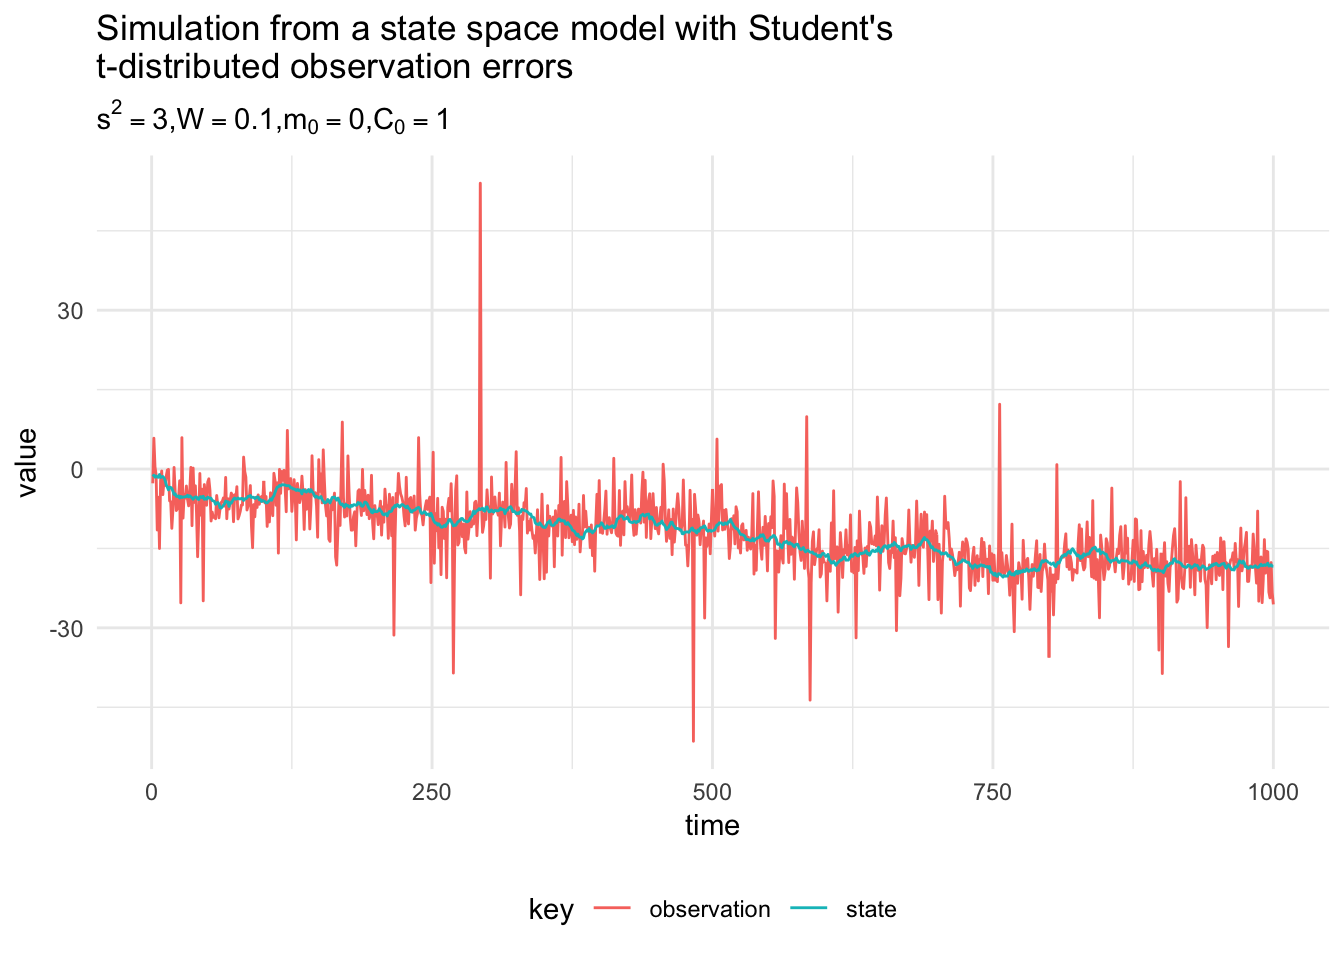 Simulation from a state space model with Student's
t-distributed observation errors
s² = 3,W = 0.1,m₀ = 0,C₀ = 1
value
30
0
-30
0 250 500 750 1000
time
key observation state